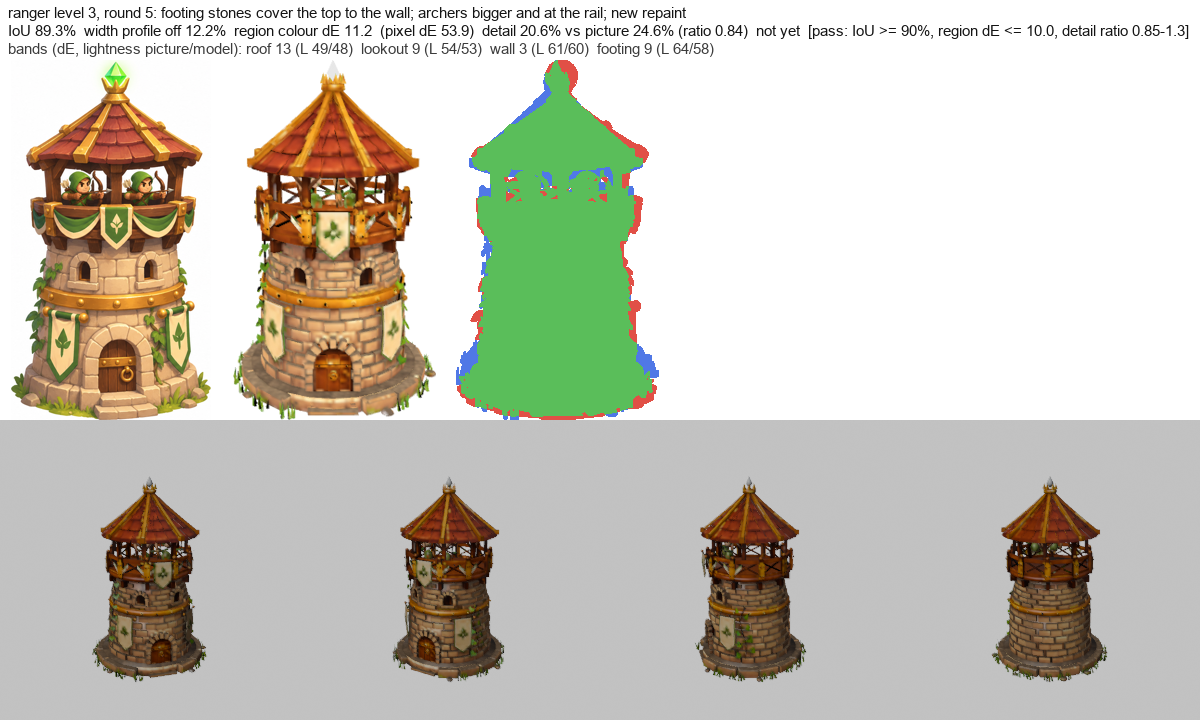 ranger level 3, round 5: footing stones cover the top to the wall; archers bigger and at the rail; new repaint
IoU 89.3%  width profile off 12.2%  region colour dE 11.2  (pixel dE 53.9)  detail 20.6% vs picture 24.6% (ratio 0.84)  not yet  [pass: IoU >= 90%, region dE <= 10.0, detail ratio 0.85-1.3]
bands (dE, lightness picture/model): roof 13 (L 49/48)  lookout 9 (L 54/53)  wall 3 (L 61/60)  footing 9 (L 64/58)